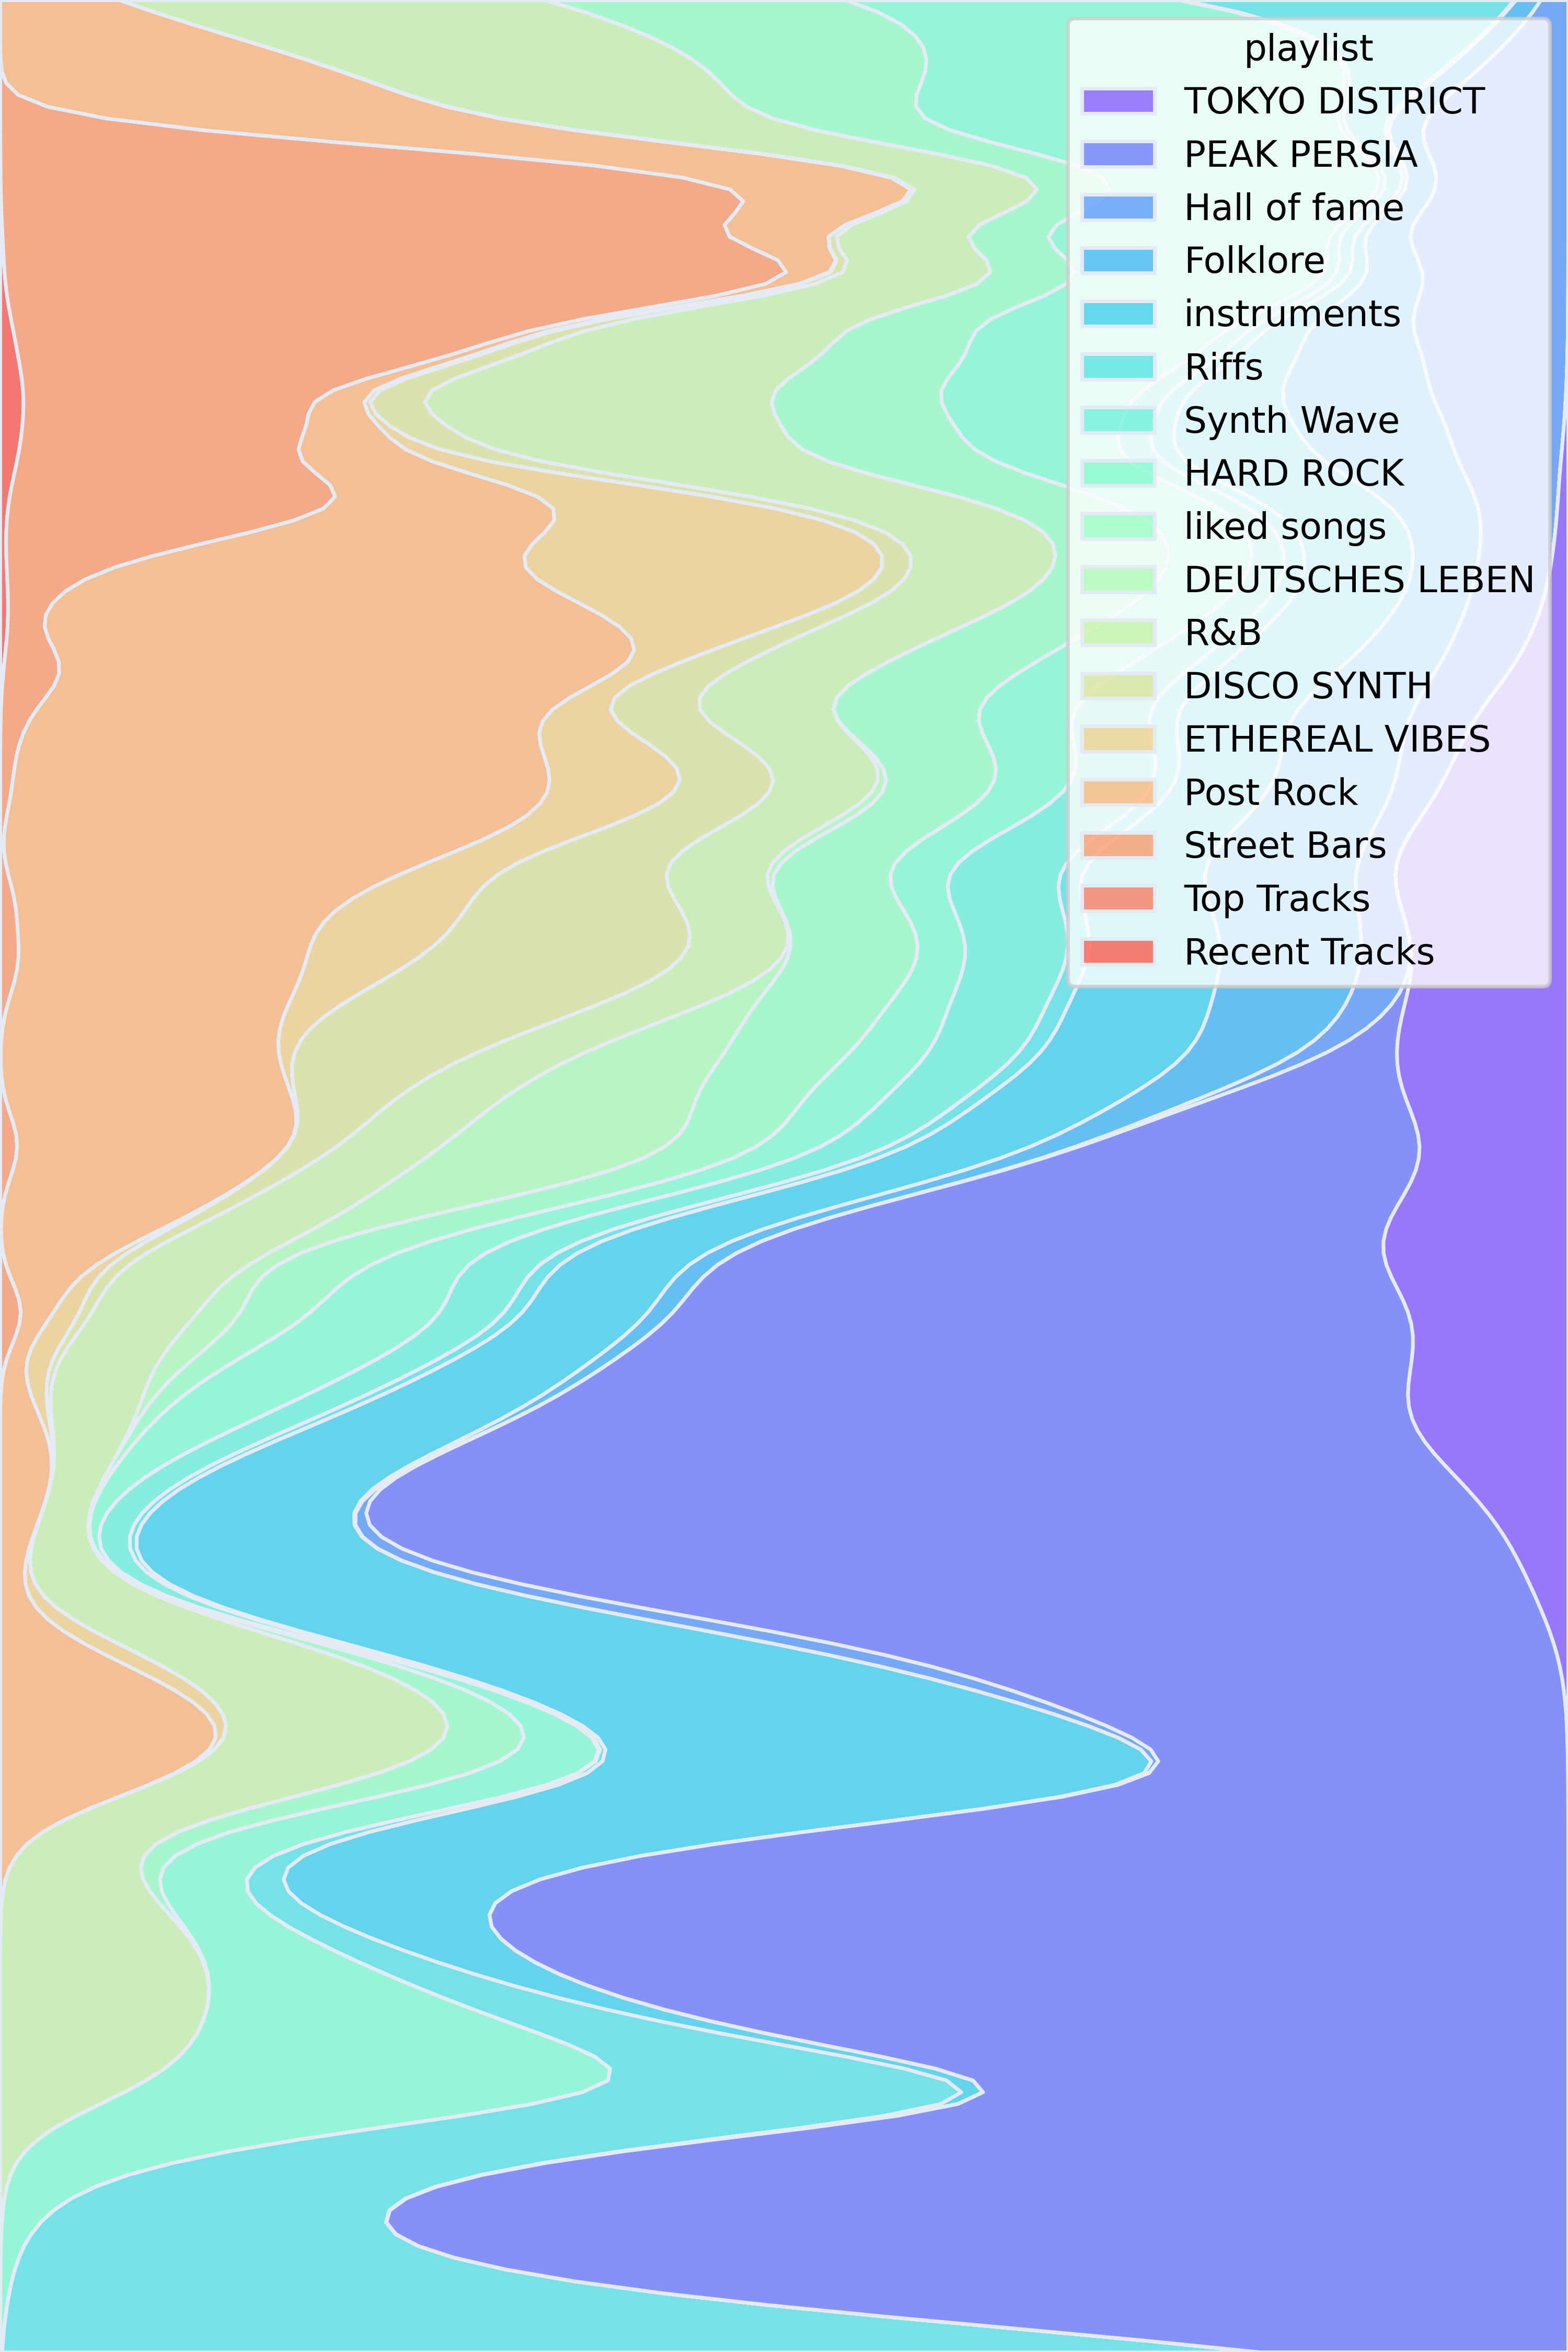 playlist
TOKYO DISTRICT
PEAK PERSIA
Hall of fame
Folklore
instruments
Riffs
Synth Wave
HARD ROCK
liked songs
DEUTSCHES LEBEN
R&B
DISCO SYNTH
ETHEREAL VIBES
Post Rock
Street Bars
Top Tracks
Recent Tracks